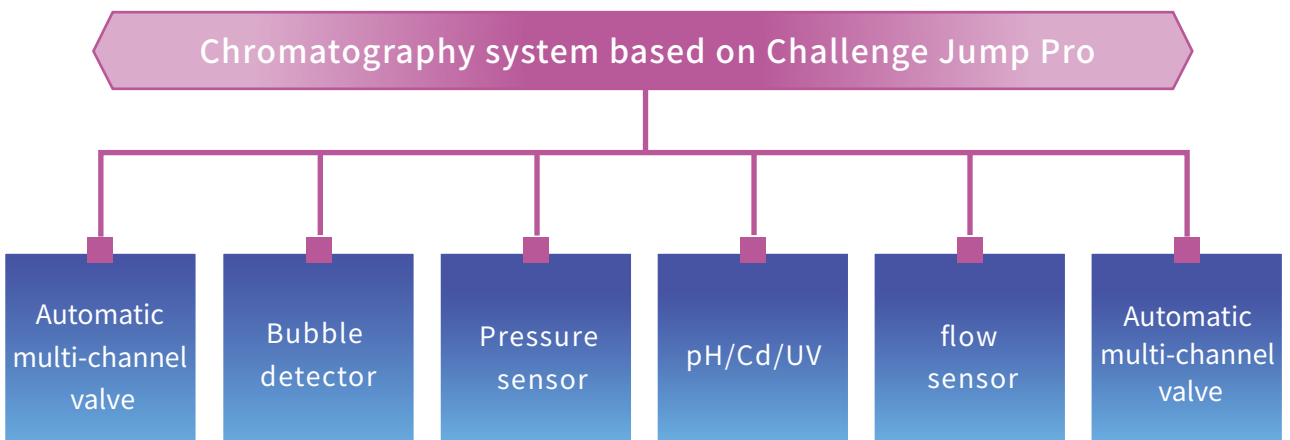 Chromatography system based on Challenge Jump Pro
Automatic
multi-channel
valve
Bubble
detector
Pressure
sensor
pH/Cd/UV
flow
sensor
Automatic
multi-channel
valve